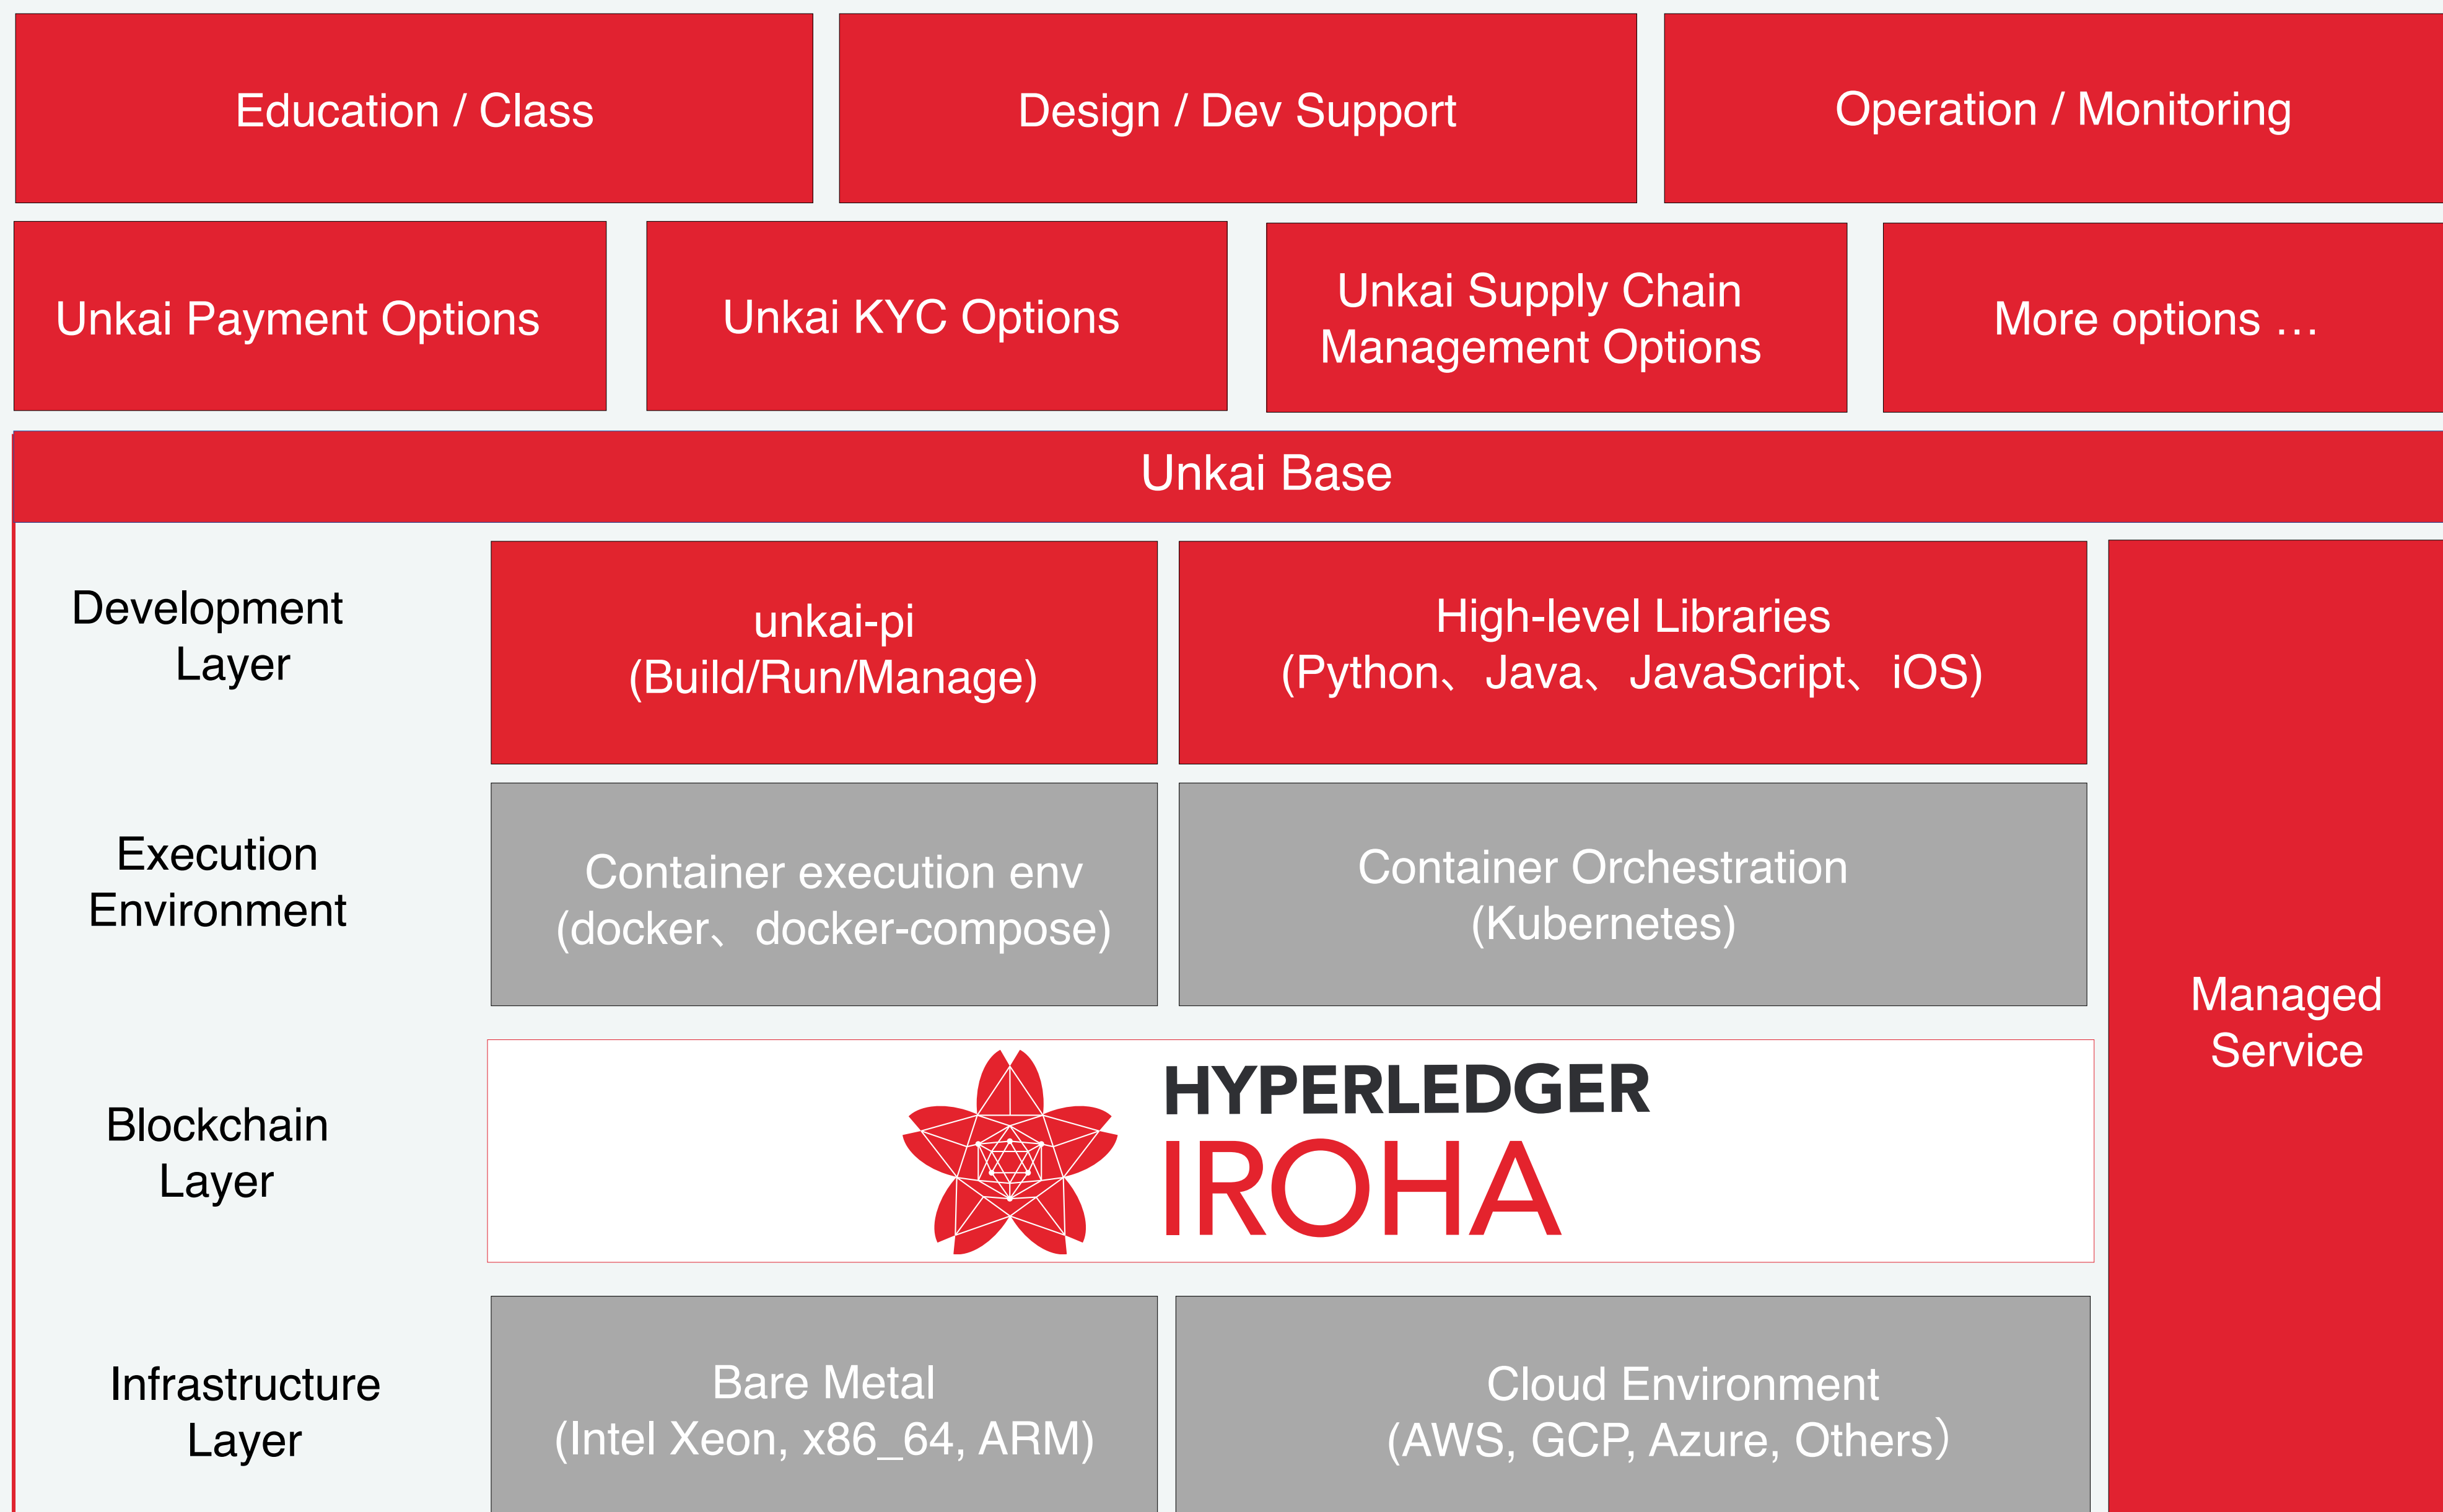 Education / Class
Design / Dev Support
Operation / Monitoring
Unkai Payment Options
Unkai KYC Options
Unkai Supply Chain
Management Options
More options …
Unkai Base
Development
Layer
unkai-pi
(Build/Run/Manage)
High-level Libraries
(Python、Java、JavaScript、iOS)
Execution
Environment
Container execution env
(docker、docker-compose)
Container Orchestration
(Kubernetes)
Managed
Service
Blockchain
Layer
HYPERLEDGER
IROHA
Infrastructure
Layer
Bare Metal
(Intel Xeon, x86_64, ARM)
Cloud Environment
(AWS, GCP, Azure, Others）